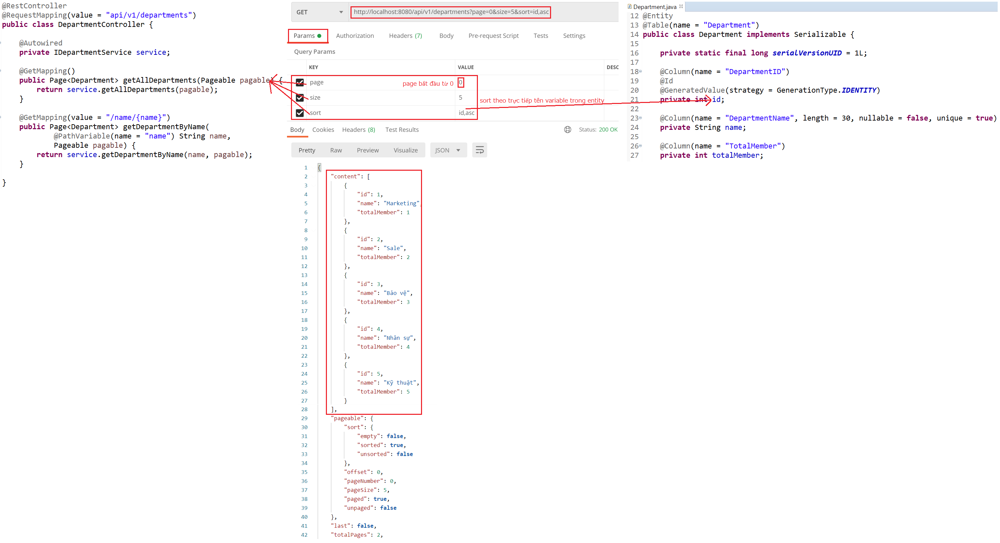 @RestController
@RequestMapping(value = "api/v1/departments")
public class DepartmentController {
@Autowired
private IDepartmentService service;
@GetMapping()
public Page<Department> getAllDepartments(Pageable pagable) {
return service.getAllDepartments(pagable);
}
@GetMapping(value = "/name/{name}")
public Page<Department> getDepartmentByName(
@PathVariable(name = "name") String name,
Pageable pagable) {
return service.getDepartmentByName(name, pagable);
}
}
GET http://localhost:8080/api/v1/departments?page=0&size=5&sort=id,asc
Params Authorization Headers (7) Body Pre-request Script Tests Settings
Query Params
KEY VALUE DESC
page page bắt đầu từ 0 0
size 5
sort theo trực tiếp tên variable trong entity
sort id,asc
Body Cookies Headers (8) Test Results Status: 200 OK
Pretty Raw Preview Visualize JSON
1 {
2 "content": [
3 {
4 "id": 1,
5 "name": "Marketing",
6 "totalMember": 1
7 },
8 {
9 "id": 2,
10 "name": "Sale",
11 "totalMember": 2
12 },
13 {
14 "id": 3,
15 "name": "Bảo vệ",
16 "totalMember": 3
17 },
18 {
19 "id": 4,
20 "name": "Nhân sự",
21 "totalMember": 4
22 },
23 {
24 "id": 5,
25 "name": "Kỹ thuật",
26 "totalMember": 5
27 }
28 ],
29 "pageable": {
30 "sort": {
31 "empty": false,
32 "sorted": true,
33 "unsorted": false
34 },
35 "offset": 0,
36 "pageNumber": 0,
37 "pageSize": 5,
38 "paged": true,
39 "unpaged": false
40 },
41 "last": false,
42 "totalPages": 2,
Department.java
12 @Entity
13 @Table(name = "Department")
14 public class Department implements Serializable {
15
16 private static final long serialVersionUID = 1L;
17
18 @Column(name = "DepartmentID")
19 @Id
20 @GeneratedValue(strategy = GenerationType.IDENTITY)
21 private int id;
22
23 @Column(name = "DepartmentName", length = 30, nullable = false, unique = true)
24 private String name;
25
26 @Column(name = "TotalMember")
27 private int totalMember;